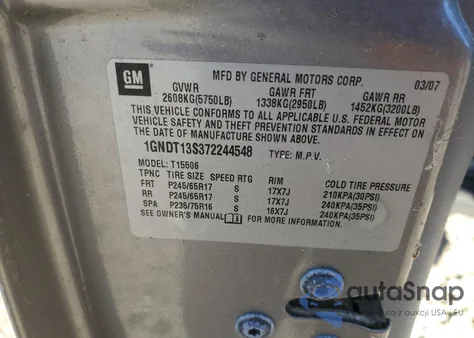 GM
MFD BY GENERAL MOTORS CORP. 03/07
GVWR GAWR FRT GAWR RR
2608KG(5750LB) 1338KG(2950LB) 1452KG(3200LB)
THIS VEHICLE CONFORMS TO ALL APPLICABLE U.S. FEDERAL MOTOR
VEHICLE SAFETY AND THEFT PREVENTION STANDARDS IN EFFECT ON
THE DATE OF MANUFACTURE SHOWN ABOVE.
1GNDT13S372244548 TYPE: M.P.V.
MODEL: T15506
TPNC TIRE SIZE SPEED RTG RIM COLD TIRE PRESSURE
FRT P245/65R17 S 17X7J 210KPA(30PSI)
RR P245/65R17 S 17X7J 240KPA(35PSI)
SPA P235/75R16 S 16X7J 240KPA(35PSI)
SEE OWNER'S MANUAL FOR MORE INFORMATION.
autoSnap
Auta z aukcji USA i EU